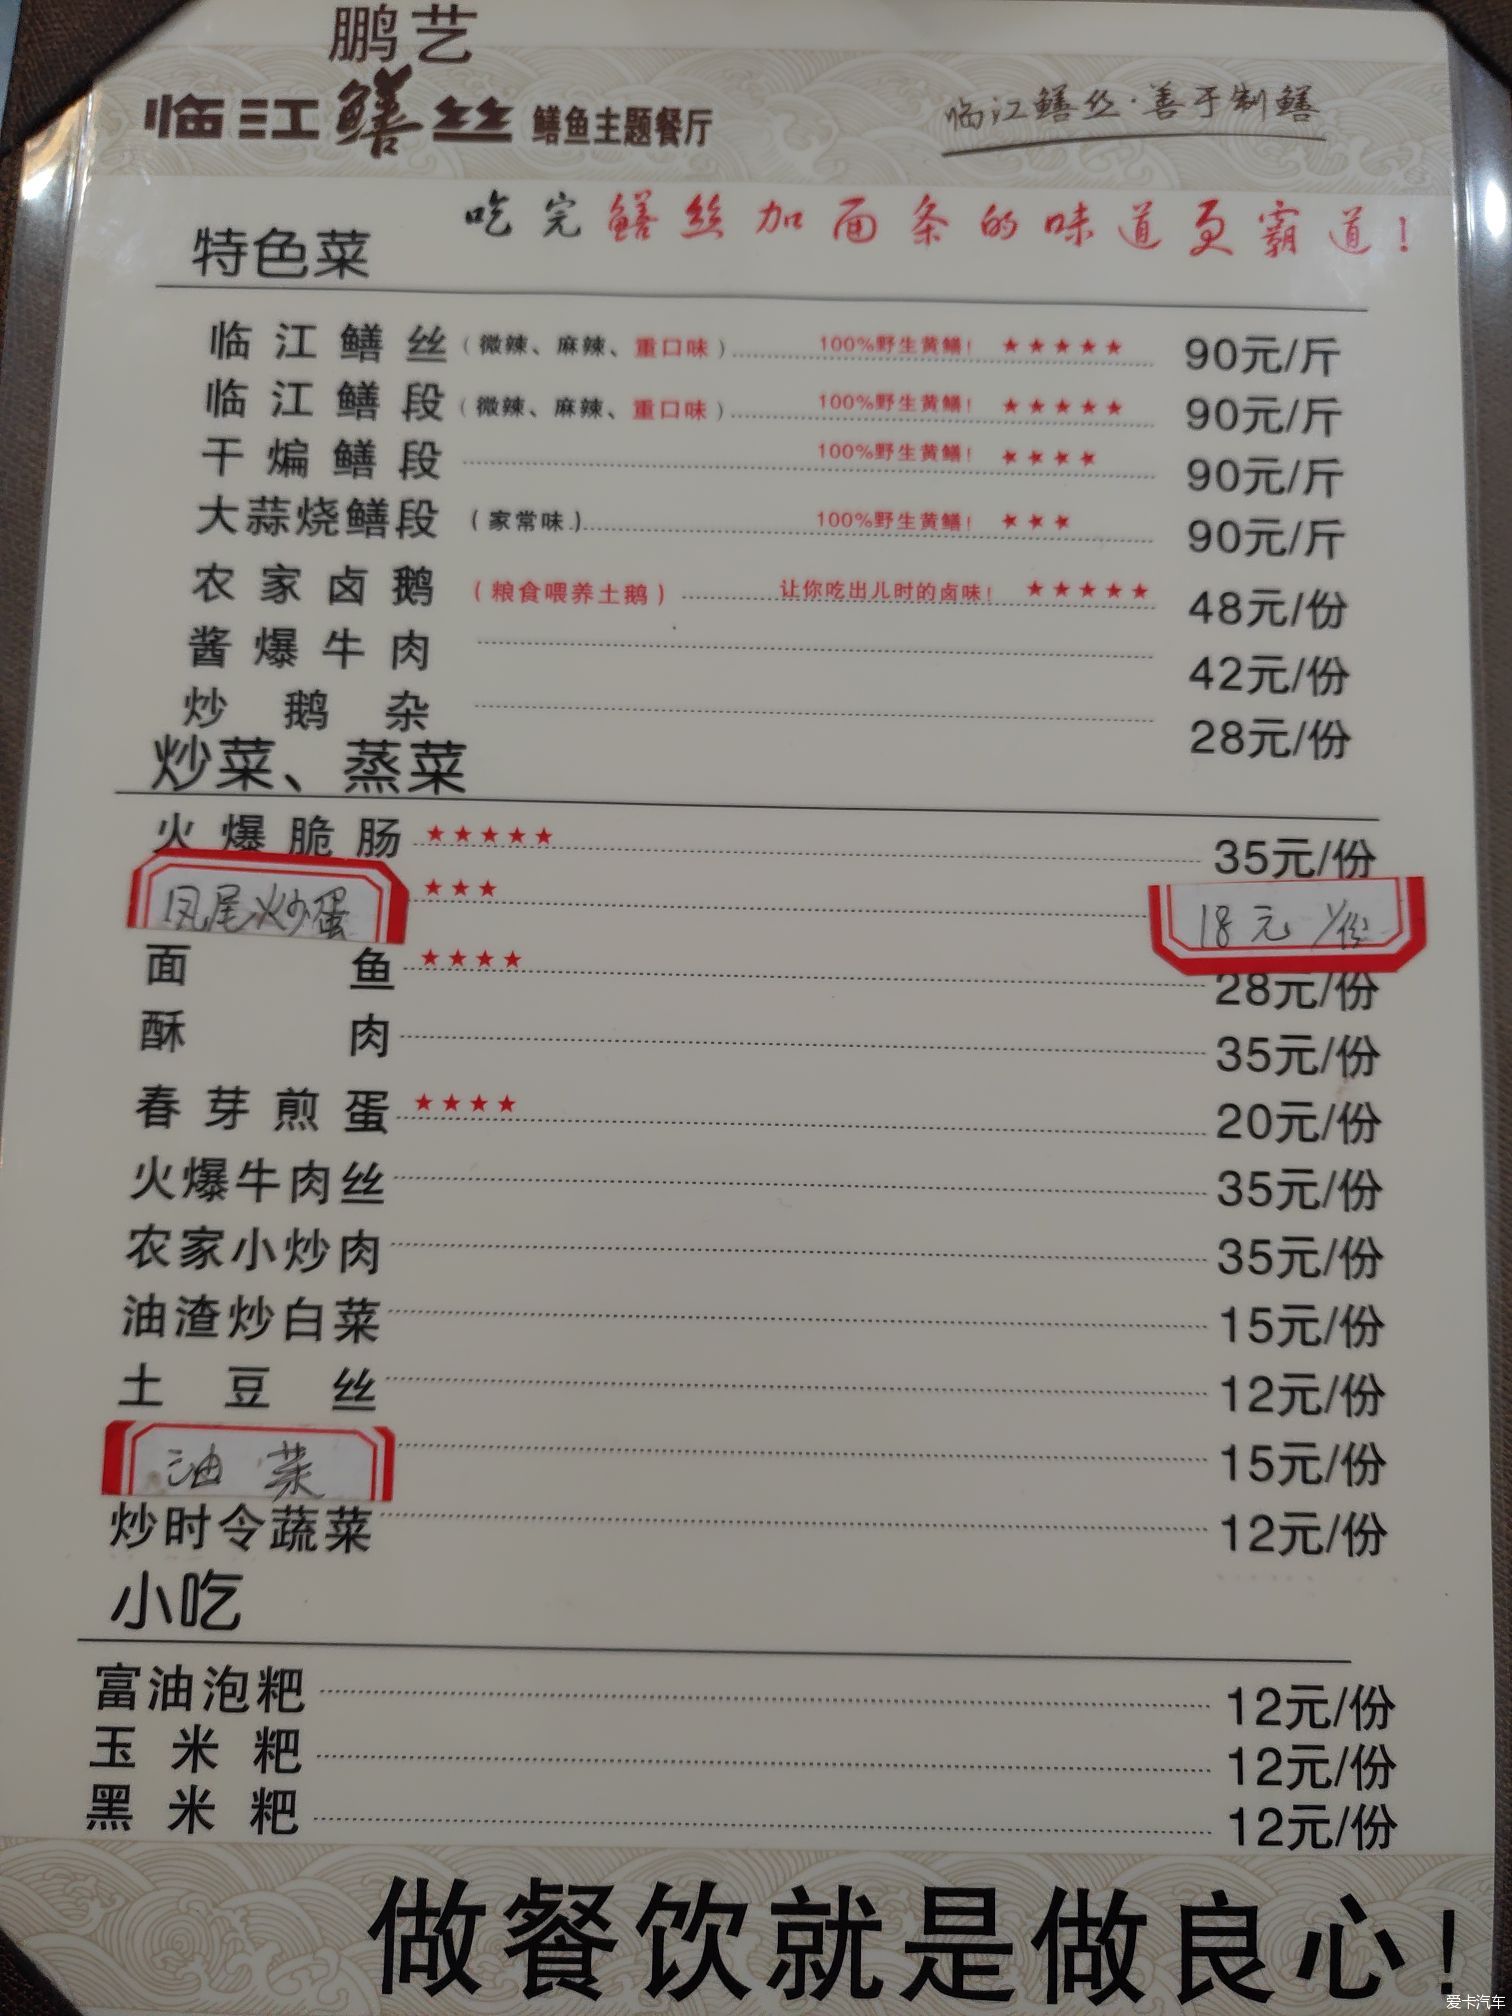 鹏艺
临江鳝丝 鳝鱼主题餐厅
临江鳝丝·善于制鳝
吃完鳝丝加面条的味道更霸道!
特色菜
临江鳝丝(微辣、麻辣、重口味) 100%野生黄鳝! ★★★★★ 90元/斤
临江鳝段(微辣、麻辣、重口味) 100%野生黄鳝! ★★★★★ 90元/斤
干煸鳝段 100%野生黄鳝! ★★★★ 90元/斤
大蒜烧鳝段(家常味) 100%野生黄鳝! ★★★ 90元/斤
农家卤鹅(粮食喂养土鹅) 让你吃出儿时的卤味! ★★★★★ 48元/份
酱爆牛肉 42元/份
炒鹅杂 28元/份
炒菜、蒸菜
火爆脆肠 ★★★★★ 35元/份
凤尾炒蛋 ★★★ 18元/份
面鱼 ★★★★ 28元/份
酥肉 35元/份
春芽煎蛋 ★★★★ 20元/份
火爆牛肉丝 35元/份
农家小炒肉 35元/份
油渣炒白菜 15元/份
土豆丝 12元/份
油菜 15元/份
炒时令蔬菜 12元/份
小吃
富油泡粑 12元/份
玉米粑 12元/份
黑米粑 12元/份
做餐饮就是做良心!
爱卡汽车